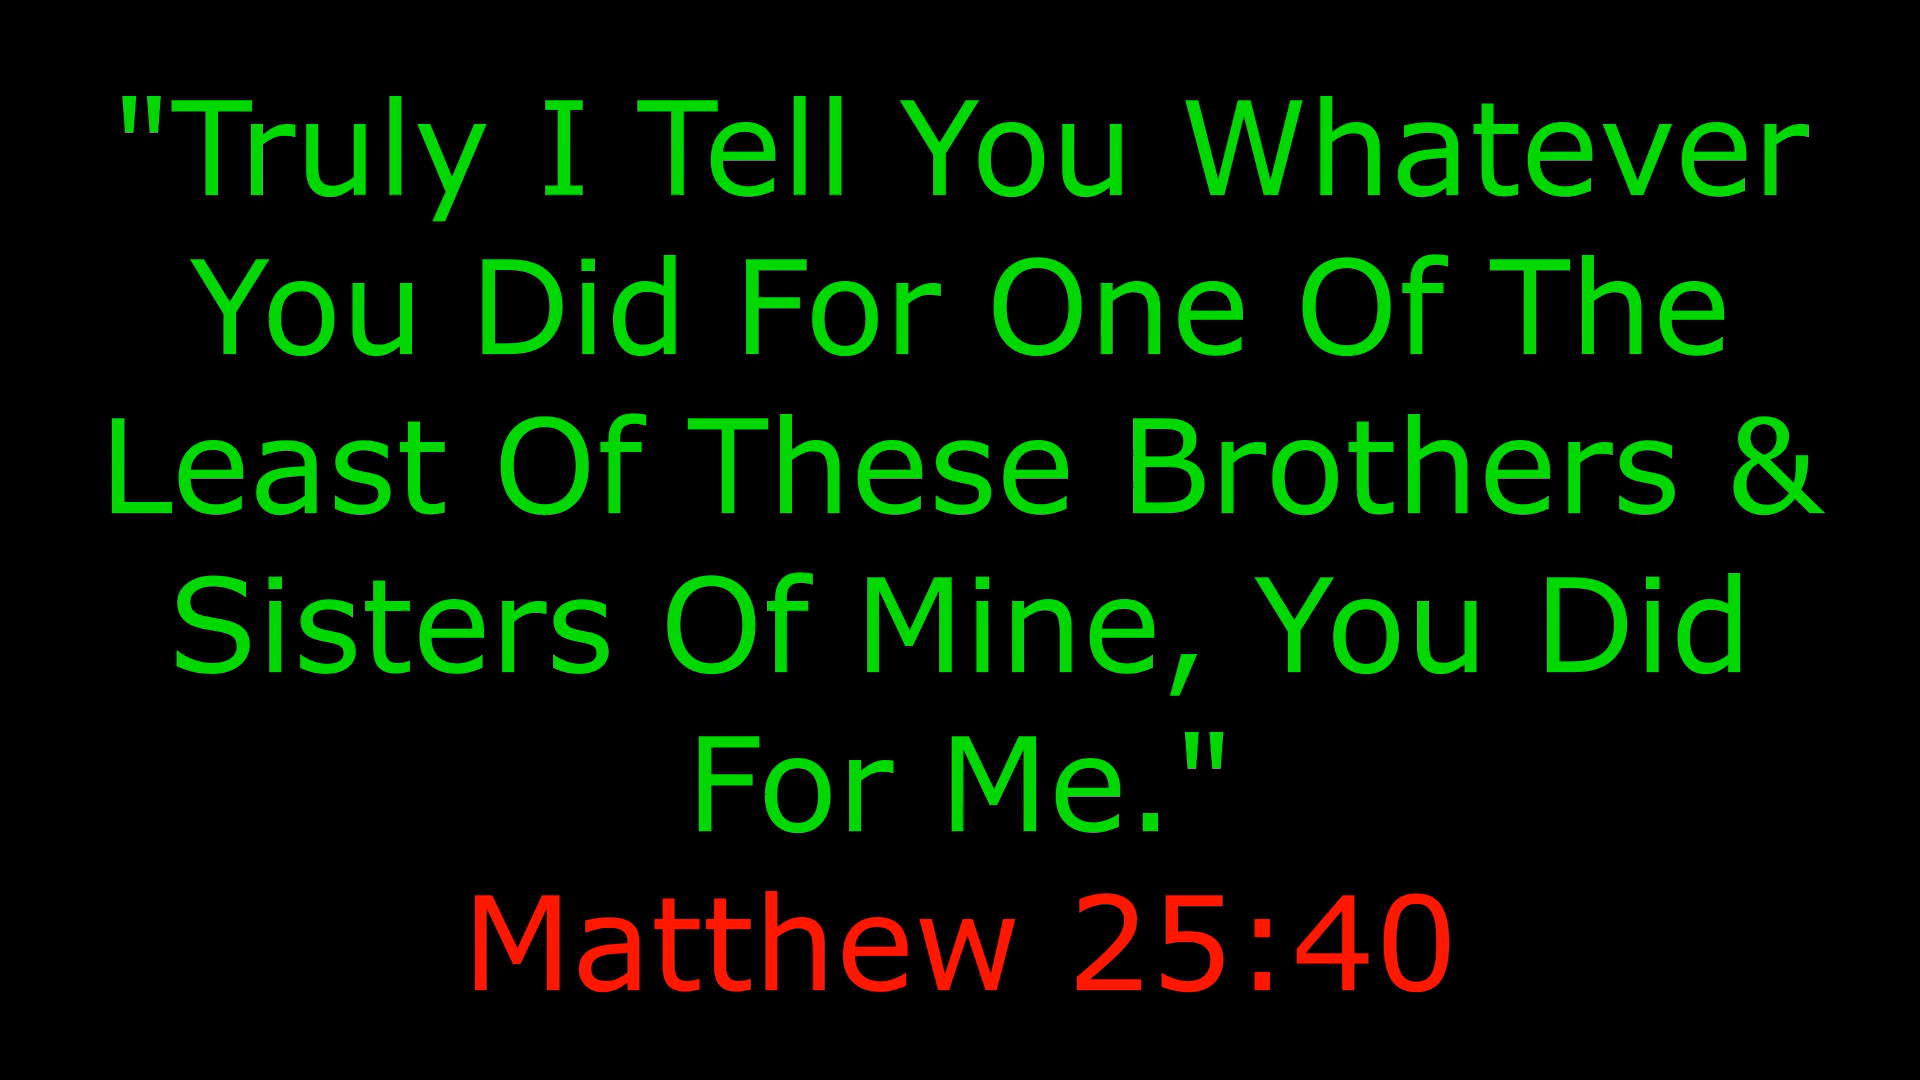 "Truly I Tell You Whatever
You Did For One Of The
Least Of These Brothers &
Sisters Of Mine, You Did
For Me."
Matthew 25:40